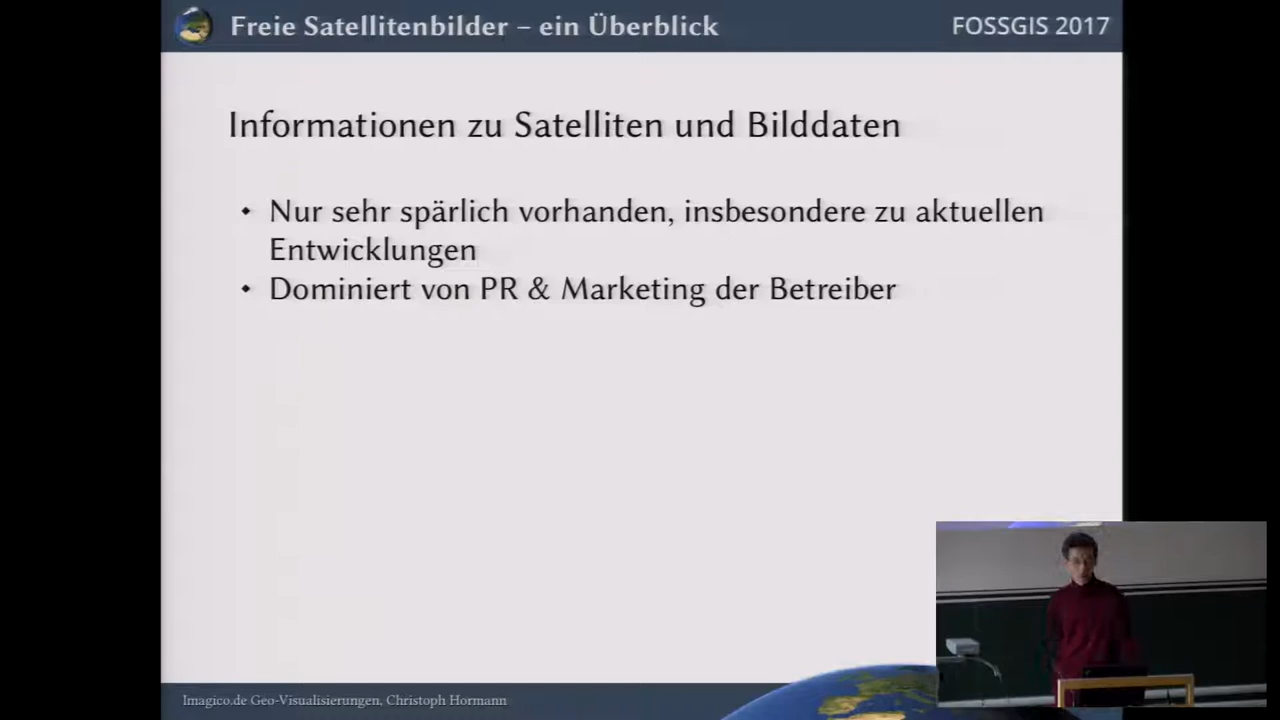 Freie Satellitenbilder – ein Überblick
FOSSGIS 2017
Informationen zu Satelliten und Bilddaten
• Nur sehr spärlich vorhanden, insbesondere zu aktuellen
Entwicklungen
• Dominiert von PR & Marketing der Betreiber
Imagico.de Geo-Visualisierungen, Christoph Hormann